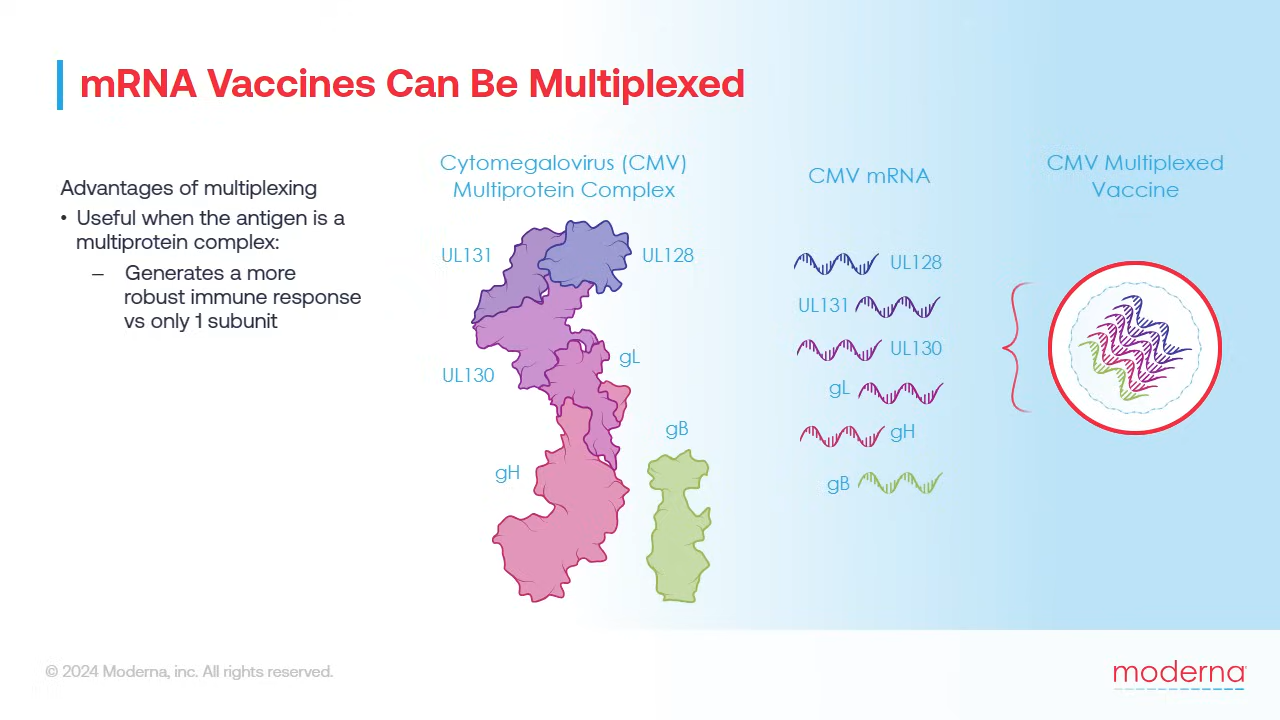 mRNA Vaccines Can Be Multiplexed
Advantages of multiplexing
• Useful when the antigen is a
multiprotein complex:
– Generates a more
robust immune response
vs only 1 subunit
Cytomegalovirus (CMV)
Multiprotein Complex
UL131
UL128
UL130
gL
gB
gH
CMV mRNA
UL128
UL131
UL130
gL
gH
gB
CMV Multiplexed
Vaccine
© 2024 Moderna, inc. All rights reserved.
moderna